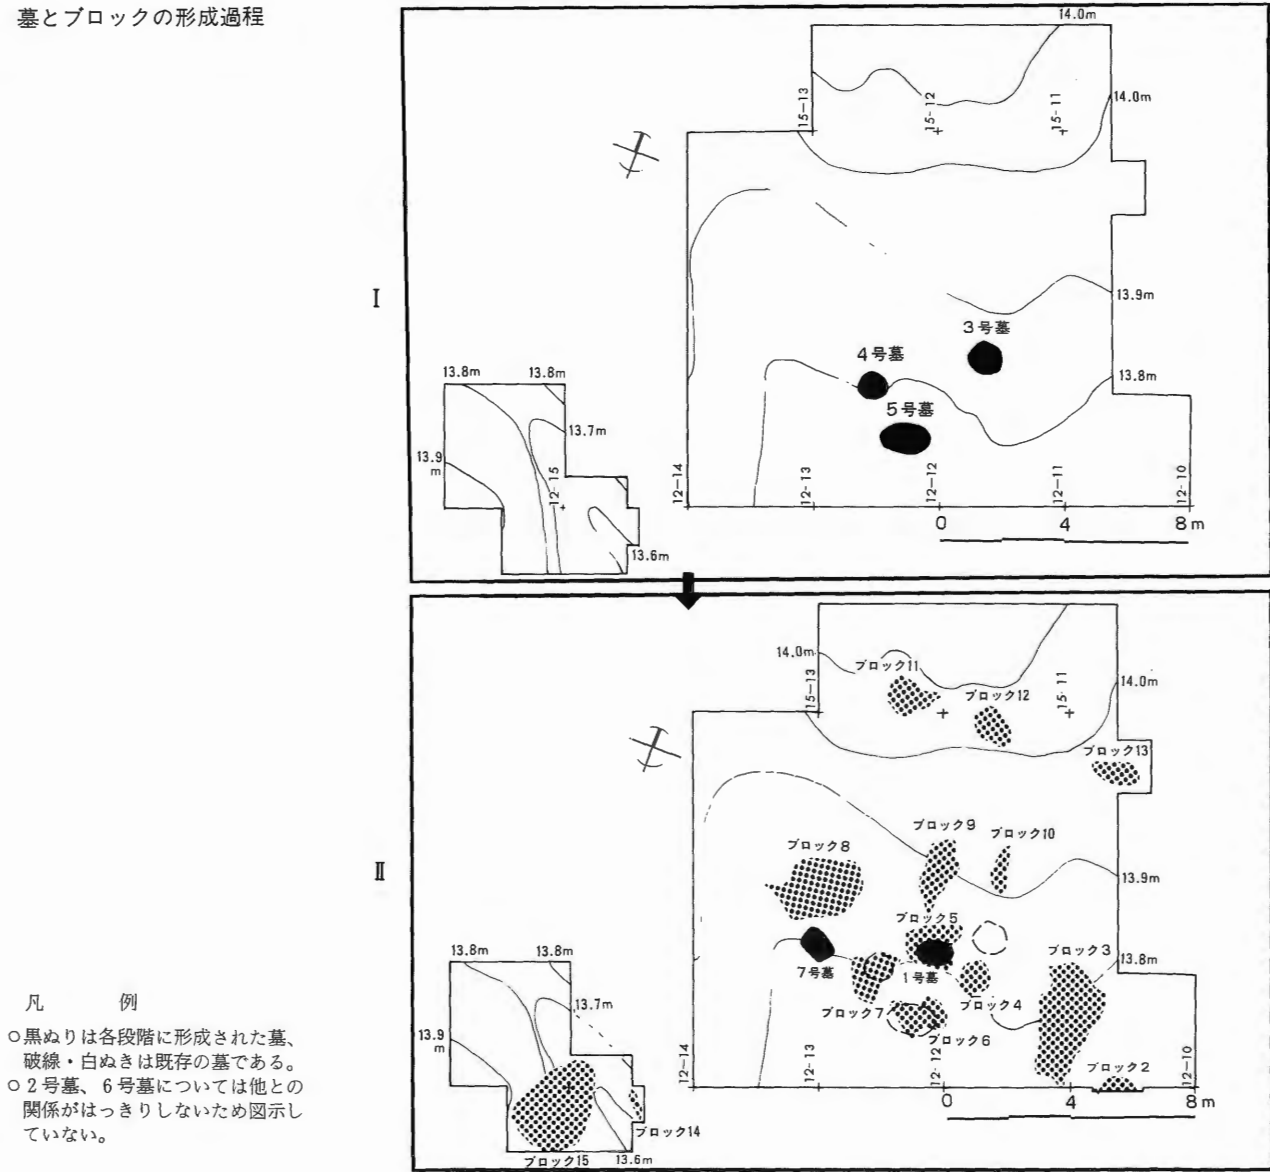 墓とブロックの形成過程
Ⅰ
14.0m
15-13
15-12
15-11
14.0m
13.9m
3号墓
4号墓
5号墓
13.8m
13.8m
13.8m
13.7m
13.9
m
12-15
13.6m
12-14
12-13
12-12
12-11
12-10
0 4 8m
Ⅱ
14.0m
15-13
ブロック11
ブロック12
15-11
14.0m
ブロック13
ブロック9
ブロック10
ブロック8
13.9m
ブロック5
ブロック3
13.8m
7号墓
1号墓
ブロック4
ブロック7
ブロック6
ブロック2
13.8m
13.8m
13.7m
13.9
m
ブロック14
ブロック15
13.6m
12-14
12-13
12-12
12-10
0 4 8m
凡 例
○黒ぬりは各段階に形成された墓、
破線・白ぬきは既存の墓である。
○2号墓、6号墓については他との
関係がはっきりしないため図示し
ていない。